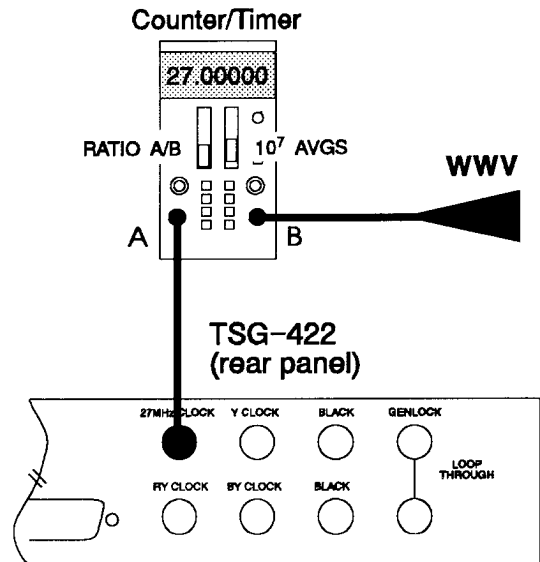 Counter/Timer
27.00000
RATIO A/B
10⁷ AVGS
WWV
A
B
TSG-422
(rear panel)
27MHz CLOCK
Y CLOCK
BLACK
GENLOCK
LOOP
THROUGH
RY CLOCK
BY CLOCK
BLACK